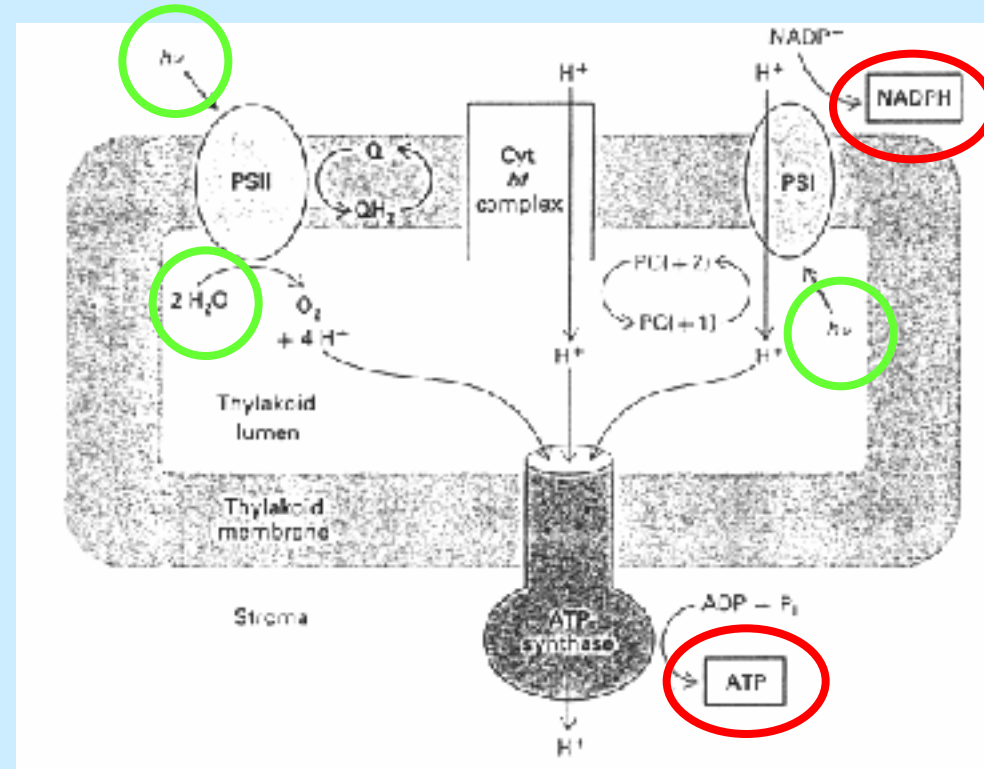 hν
H⁺
H⁺
NADP⁺
NADPH
PSII
Q
QH₂
Cyt
bf
complex
PSI
2 H₂O
O₂
+ 4 H⁺
PC(+2)
PC(+1)
hν
H⁺
H⁺
Thylakoid
lumen
Thylakoid
membrane
Stroma
ATP
synthase
ADP + Pᵢ
ATP
H⁺